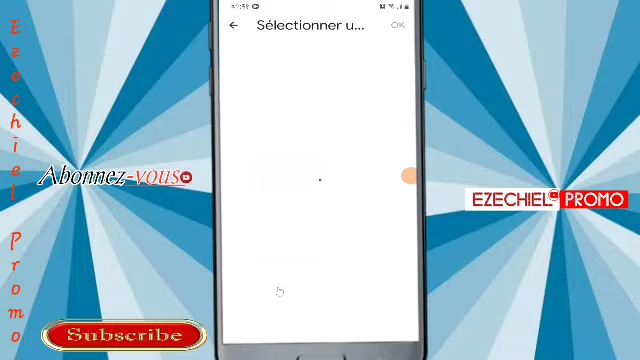 Ezechiel Promo
Sélectionner u...
OK
Abonnez-vous
EZECHIEL PROMO
Subscribe